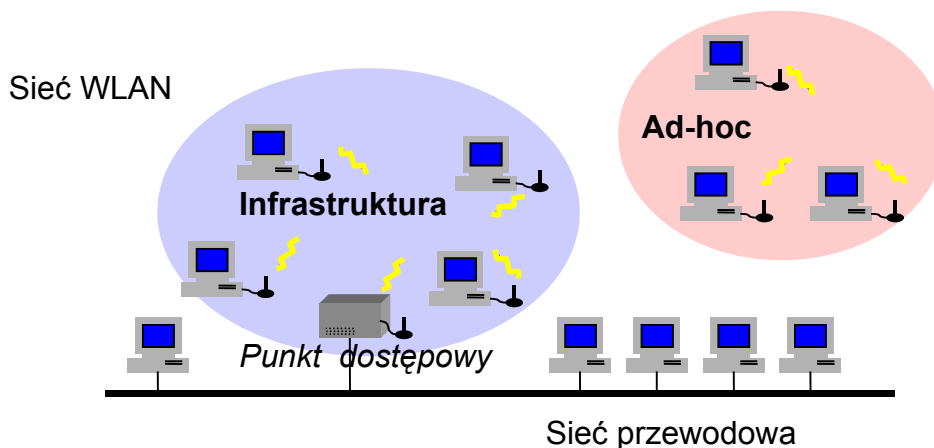 Sieć WLAN
Ad-hoc
Infrastruktura
Punkt dostępowy
Sieć przewodowa